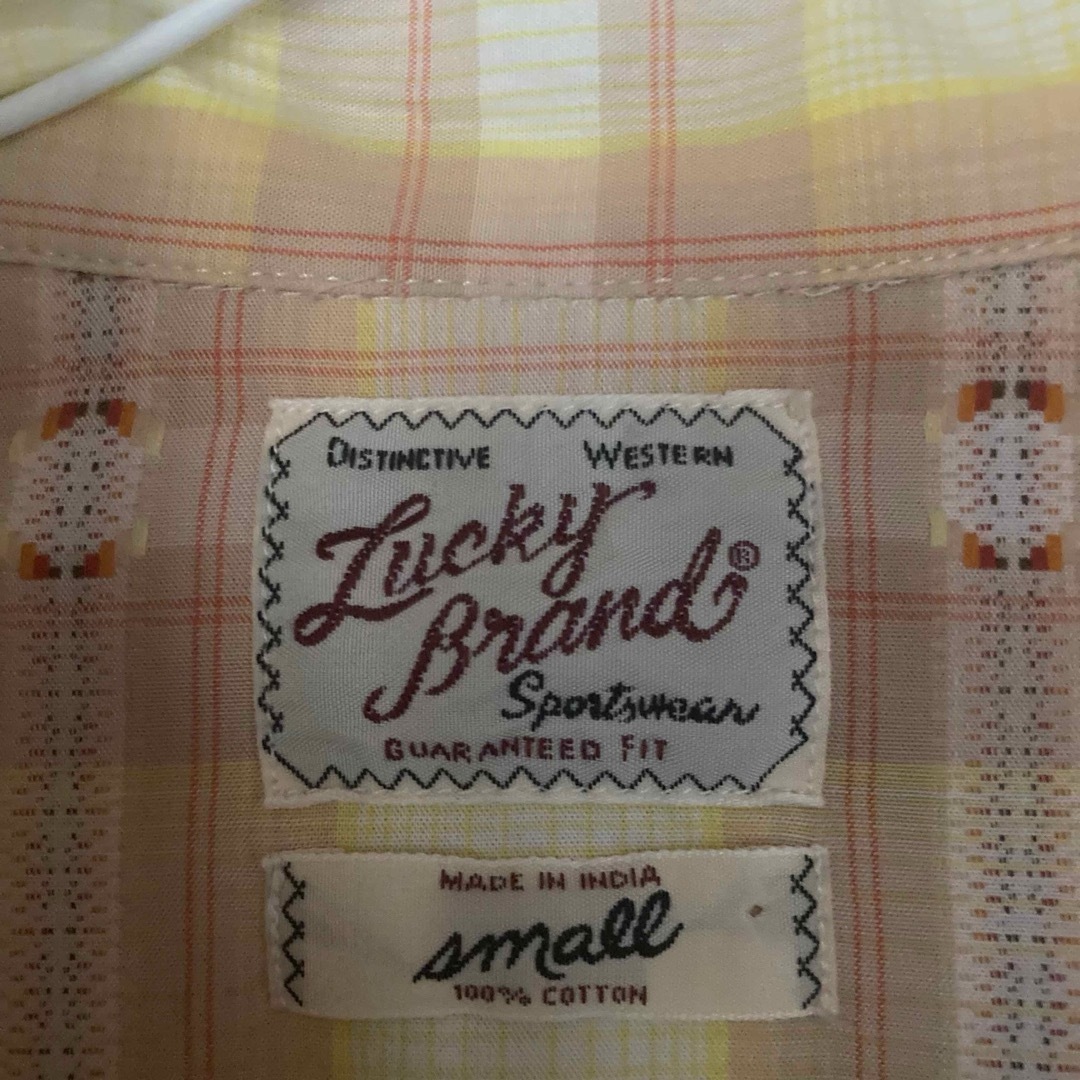 DISTINCTIVE WESTERN
Lucky
Brand®
Sportswear
GUARANTEED FIT
MADE IN INDIA
small
100% COTTON